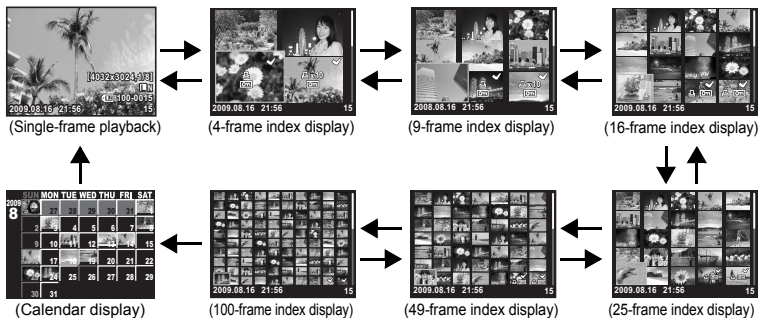 [4032x3024,1/8]
N
100-0015
2009.08.16 21:56 15
(Single-frame playback)
x10
2009.08.16 21:56 15
(4-frame index display)
x10
2008.08.16 21:56 15
(9-frame index display)
2009.08.16 21:56 15
(16-frame index display)
2009
8
SUN MON TUE WED THU FRI SAT
27 28 29 30 31
2 3 4 5 6 7 8
9 10 11 12 13 14 15
17 18 19 20 21 22
24 25 26 27 28 29
30 31
(Calendar display)
2009.08.16 21:56 15
(100-frame index display)
2009.08.16 21:56 15
(49-frame index display)
2009.08.16 21:56 15
(25-frame index display)